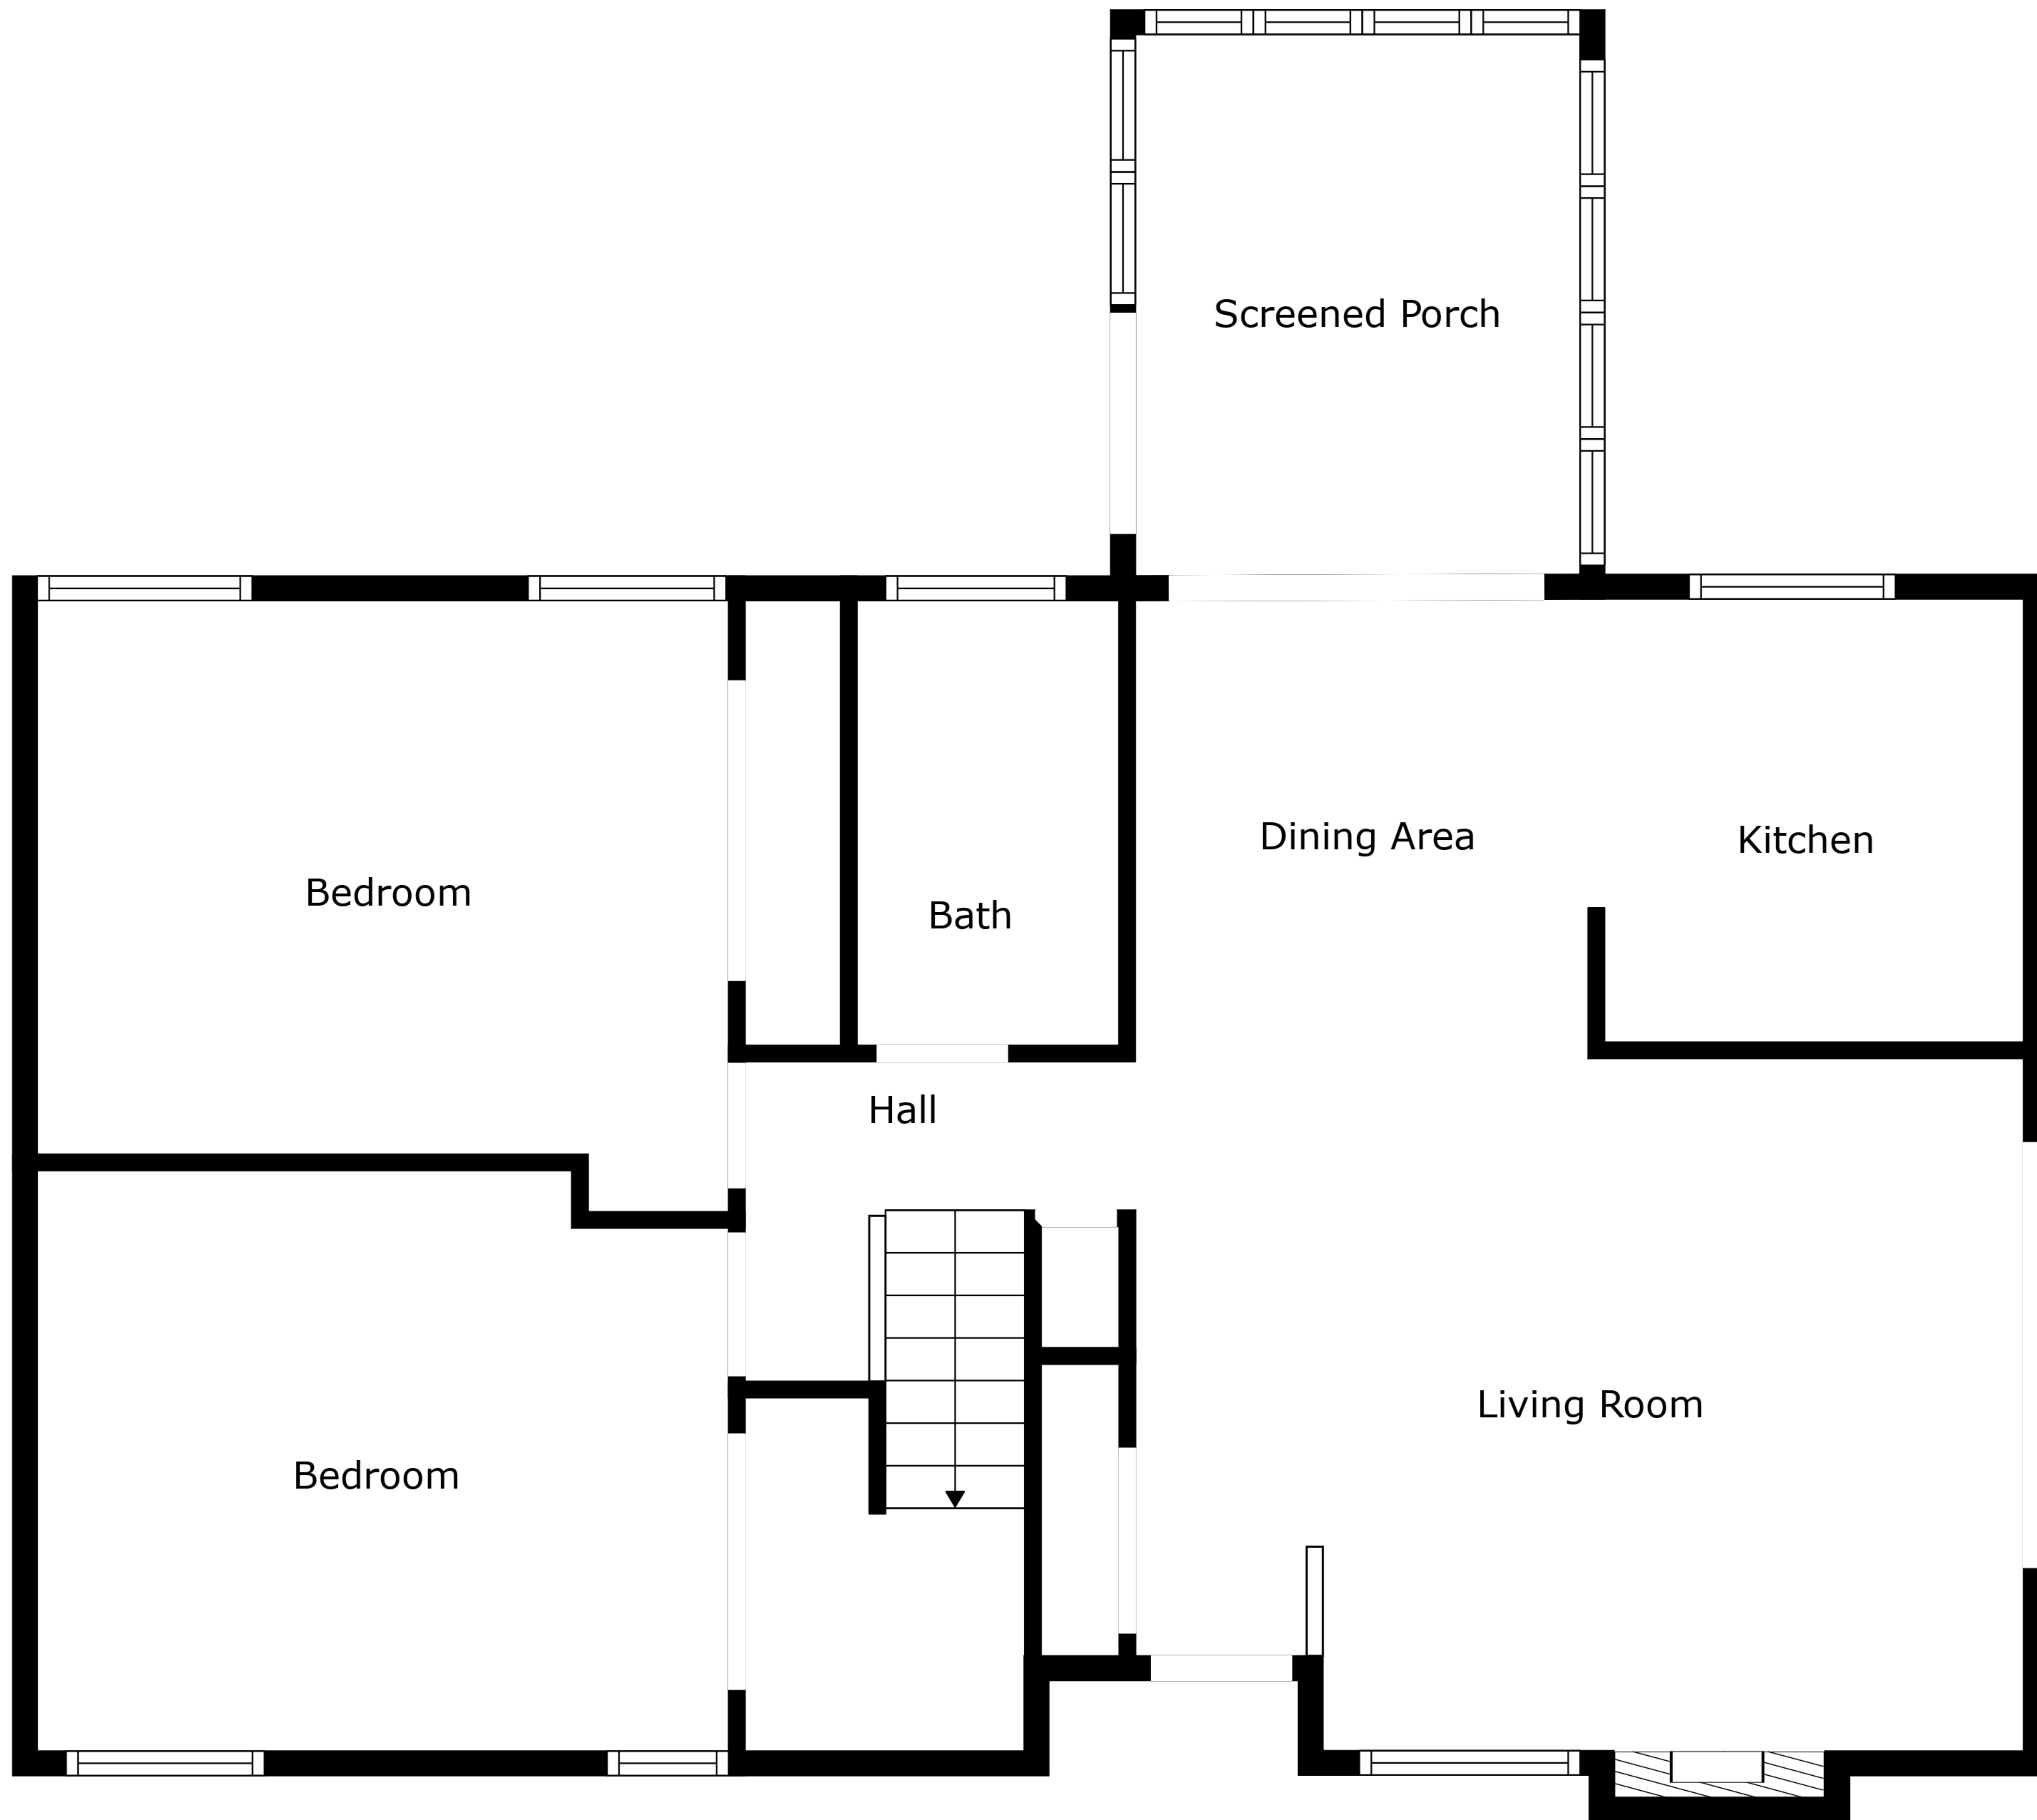 Screened Porch
Dining Area
Kitchen
Bedroom
Bath
Hall
Living Room
Bedroom